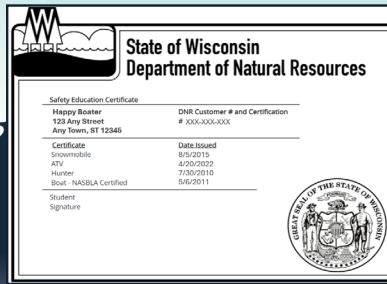 W
State of Wisconsin
Department of Natural Resources
Safety Education Certificate
Happy Boater
DNR Customer # and Certification
123 Any Street
# XXX-XXX-XXX
Any Town, ST 12345
Certificate
Date Issued
Snowmobile
8/5/2015
ATV
4/20/2022
Hunter
7/30/2010
Boat - NASBLA Certified
5/6/2011
Student
Signature
GREAT SEAL OF THE STATE OF WISCONSIN